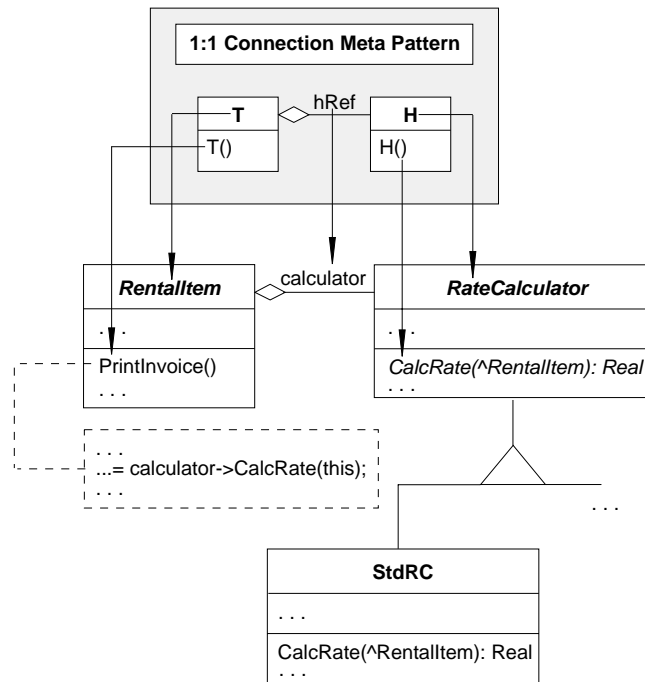 1:1 Connection Meta Pattern
T
hRef
H
T()
H()
RentalItem
calculator
RateCalculator
. . .
. . .
PrintInvoice()
. . .
CalcRate(^RentalItem): Real
. . .
. . .
...= calculator->CalcRate(this);
. . .
. . .
StdRC
. . .
CalcRate(^RentalItem): Real
. . .